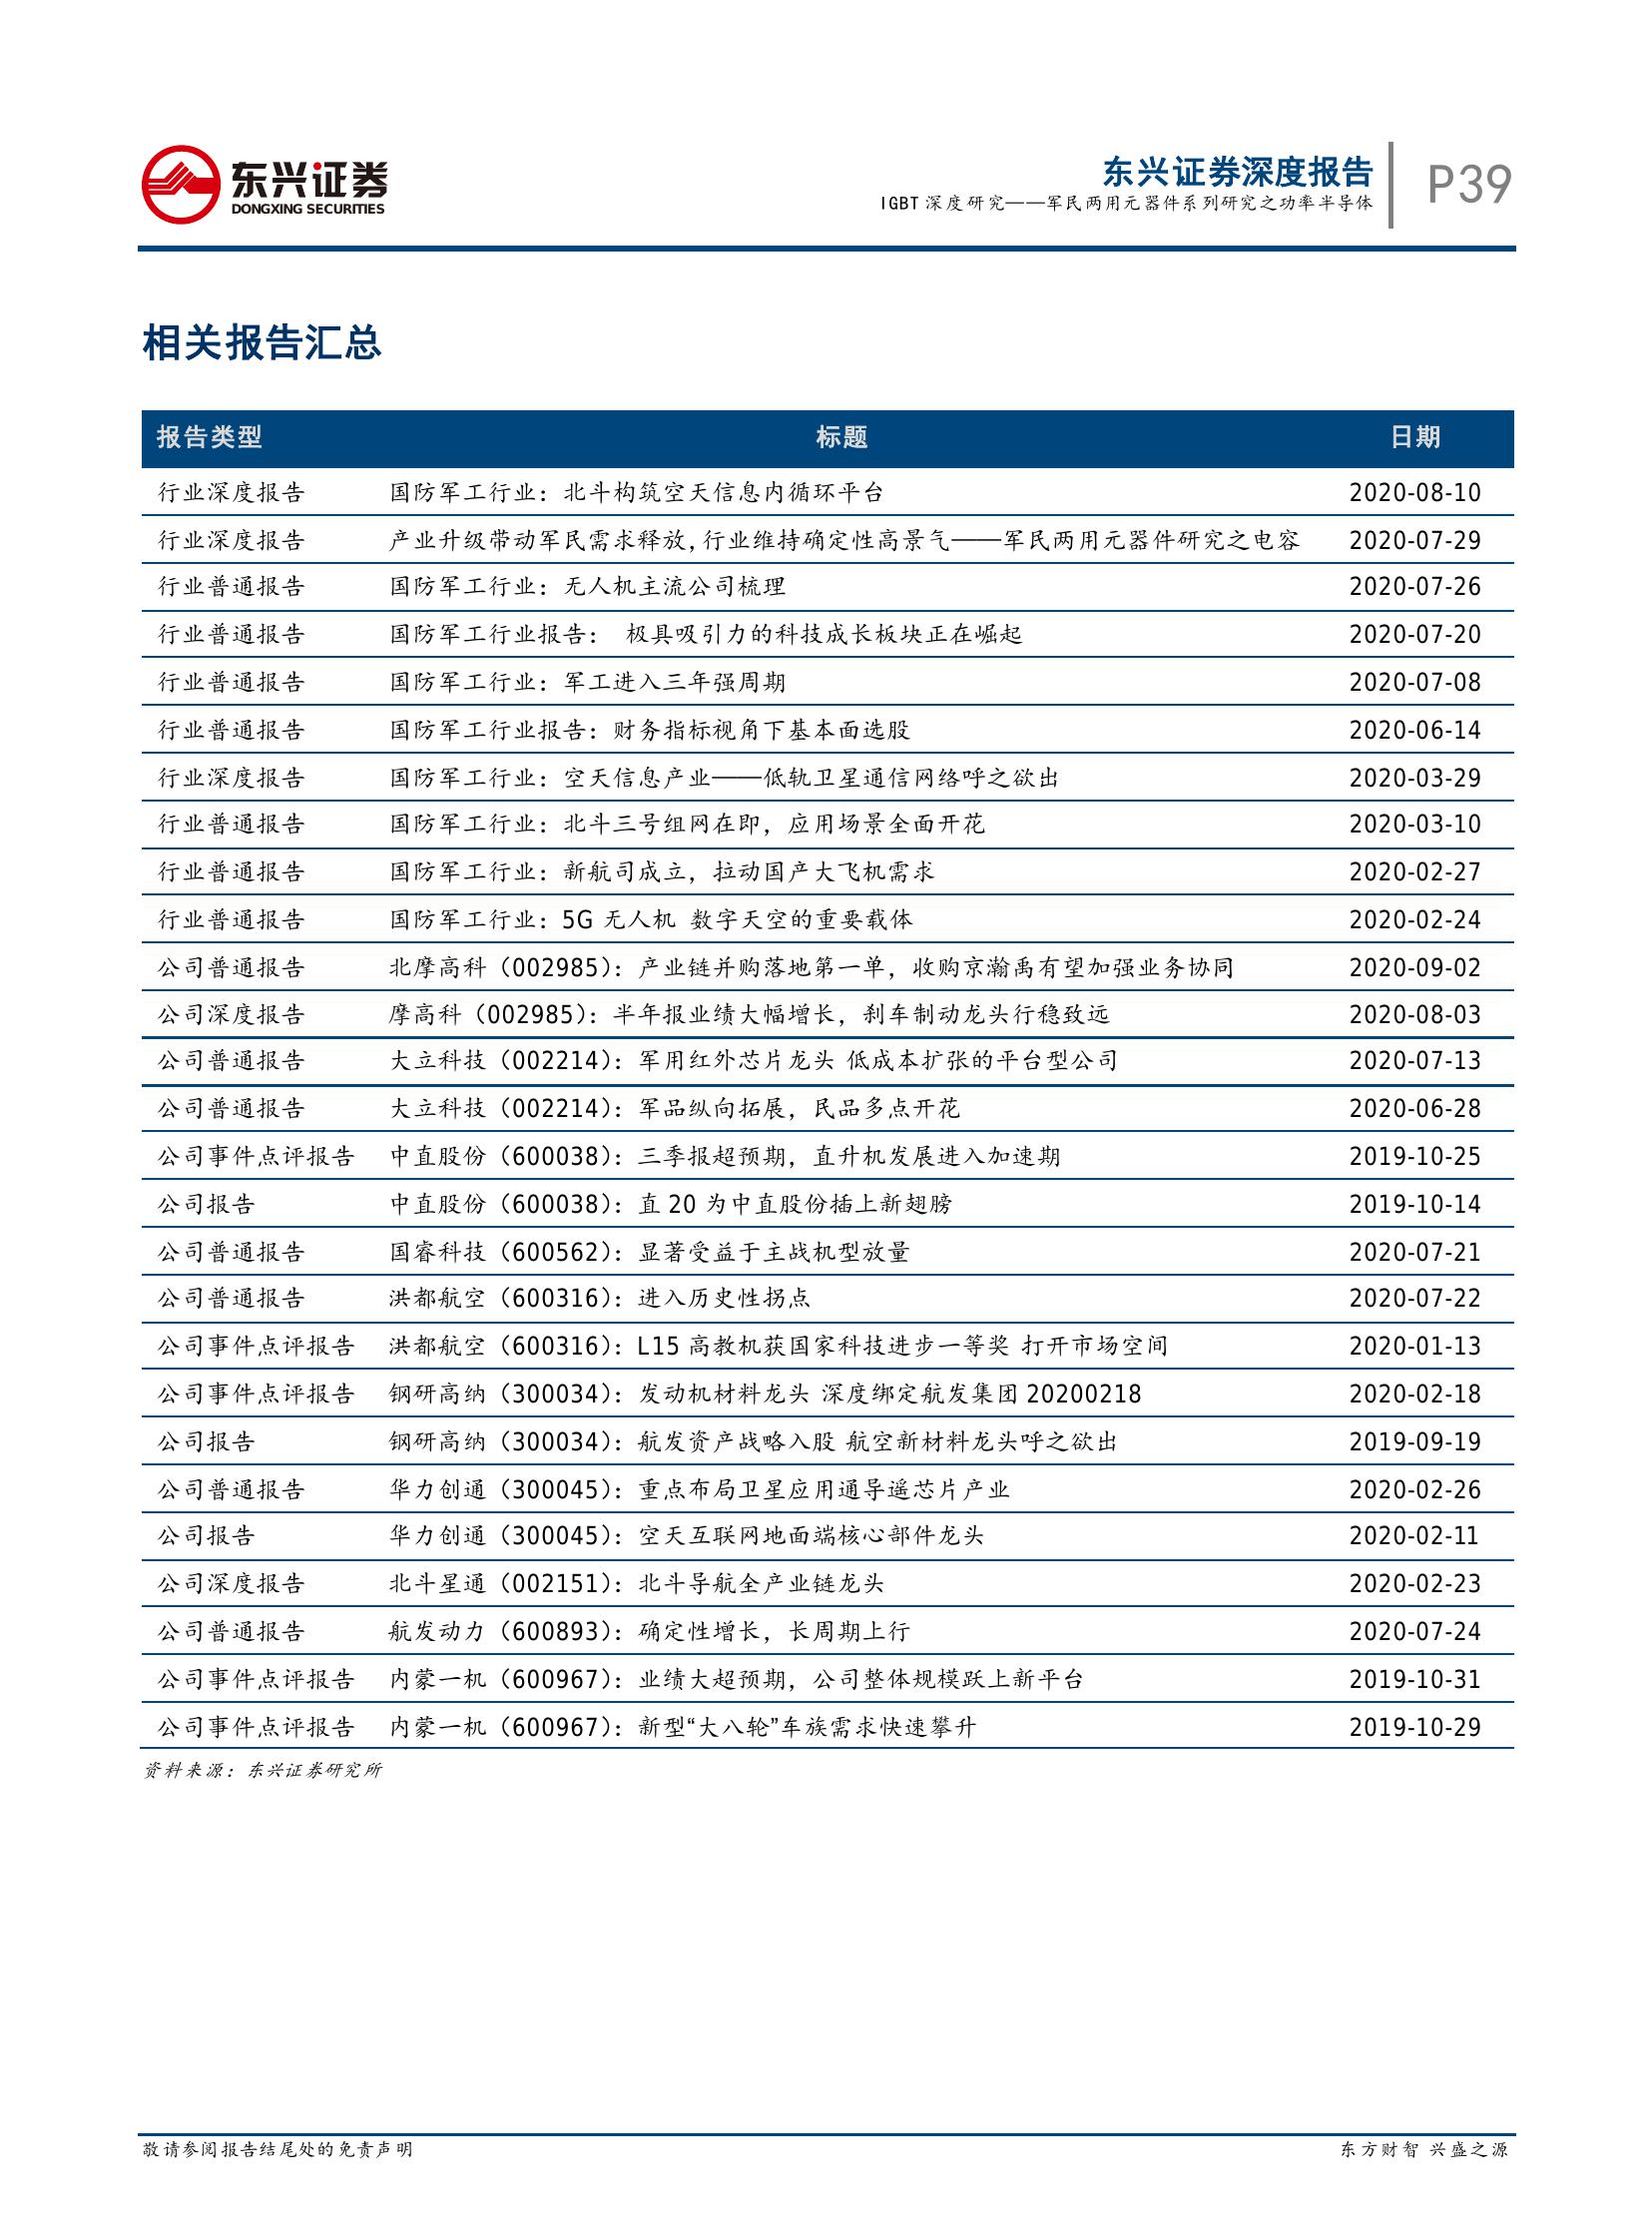 东兴证券
DONGXING SECURITIES
东兴证券深度报告
IGBT 深度研究——军民两用元器件系列研究之功率半导体
P39
相关报告汇总
报告类型 标题 日期
行业深度报告 国防军工行业：北斗构筑空天信息内循环平台 2020-08-10
行业深度报告 产业升级带动军民需求释放,行业维持确定性高景气——军民两用元器件研究之电容 2020-07-29
行业普通报告 国防军工行业：无人机主流公司梳理 2020-07-26
行业普通报告 国防军工行业报告： 极具吸引力的科技成长板块正在崛起 2020-07-20
行业普通报告 国防军工行业：军工进入三年强周期 2020-07-08
行业普通报告 国防军工行业报告：财务指标视角下基本面选股 2020-06-14
行业深度报告 国防军工行业：空天信息产业——低轨卫星通信网络呼之欲出 2020-03-29
行业普通报告 国防军工行业：北斗三号组网在即，应用场景全面开花 2020-03-10
行业普通报告 国防军工行业：新航司成立，拉动国产大飞机需求 2020-02-27
行业普通报告 国防军工行业：5G 无人机 数字天空的重要载体 2020-02-24
公司普通报告 北摩高科（002985）：产业链并购落地第一单，收购京瀚禹有望加强业务协同 2020-09-02
公司深度报告 摩高科（002985）：半年报业绩大幅增长，刹车制动龙头行稳致远 2020-08-03
公司普通报告 大立科技（002214）：军用红外芯片龙头 低成本扩张的平台型公司 2020-07-13
公司普通报告 大立科技（002214）：军品纵向拓展，民品多点开花 2020-06-28
公司事件点评报告 中直股份（600038）：三季报超预期，直升机发展进入加速期 2019-10-25
公司报告 中直股份（600038）：直 20 为中直股份插上新翅膀 2019-10-14
公司普通报告 国睿科技（600562）：显著受益于主战机型放量 2020-07-21
公司普通报告 洪都航空（600316）：进入历史性拐点 2020-07-22
公司事件点评报告 洪都航空（600316）：L15 高教机获国家科技进步一等奖 打开市场空间 2020-01-13
公司事件点评报告 钢研高纳（300034）：发动机材料龙头 深度绑定航发集团 20200218 2020-02-18
公司报告 钢研高纳（300034）：航发资产战略入股 航空新材料龙头呼之欲出 2019-09-19
公司普通报告 华力创通（300045）：重点布局卫星应用通导遥芯片产业 2020-02-26
公司报告 华力创通（300045）：空天互联网地面端核心部件龙头 2020-02-11
公司深度报告 北斗星通（002151）：北斗导航全产业链龙头 2020-02-23
公司普通报告 航发动力（600893）：确定性增长，长周期上行 2020-07-24
公司事件点评报告 内蒙一机（600967）：业绩大超预期，公司整体规模跃上新平台 2019-10-31
公司事件点评报告 内蒙一机（600967）：新型“大八轮”车族需求快速攀升 2019-10-29
资料来源：东兴证券研究所
敬请参阅报告结尾处的免责声明 东方财智 兴盛之源